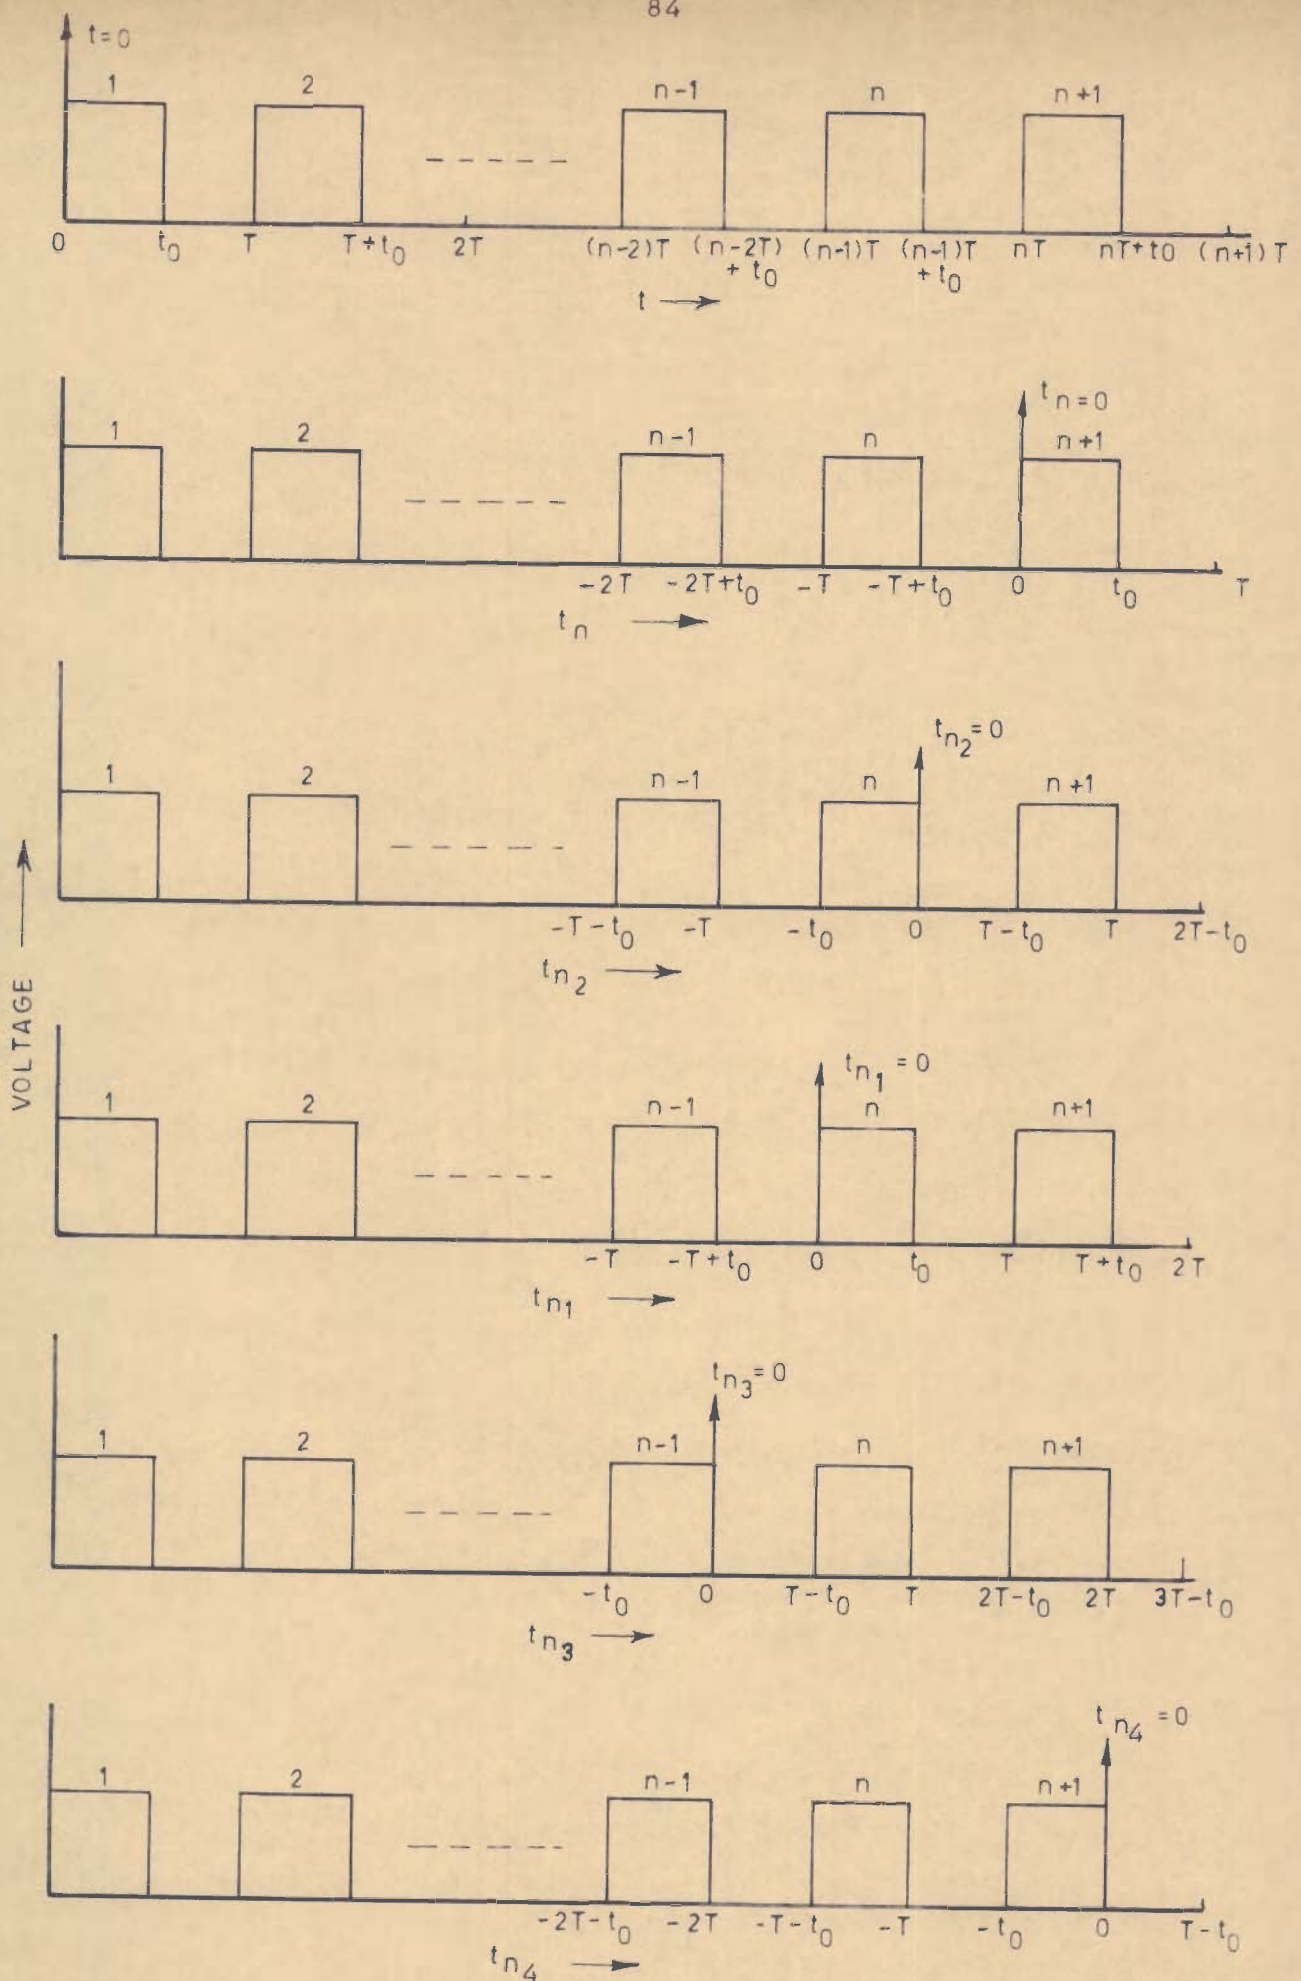 84
t=0
1 2 n-1 n n+1
0 t0 T T+t0 2T (n-2)T (n-2T) + t0 (n-1)T (n-1)T + t0 nT nT+t0 (n+1)T
t
tn=0
1 2 n-1 n n+1
-2T -2T+t0 -T -T+t0 0 t0 T
tn
tn2=0
1 2 n-1 n n+1
-T-t0 -T -t0 0 T-t0 T 2T-t0
tn2
VOLTAGE
tn1 =0
1 2 n-1 n n+1
-T -T+t0 0 t0 T T+t0 2T
tn1
tn3=0
1 2 n-1 n n+1
-t0 0 T-t0 T 2T-t0 2T 3T-t0
tn3
tn4 =0
1 2 n-1 n n+1
-2T-t0 -2T -T-t0 -T -t0 0 T-t0
tn4